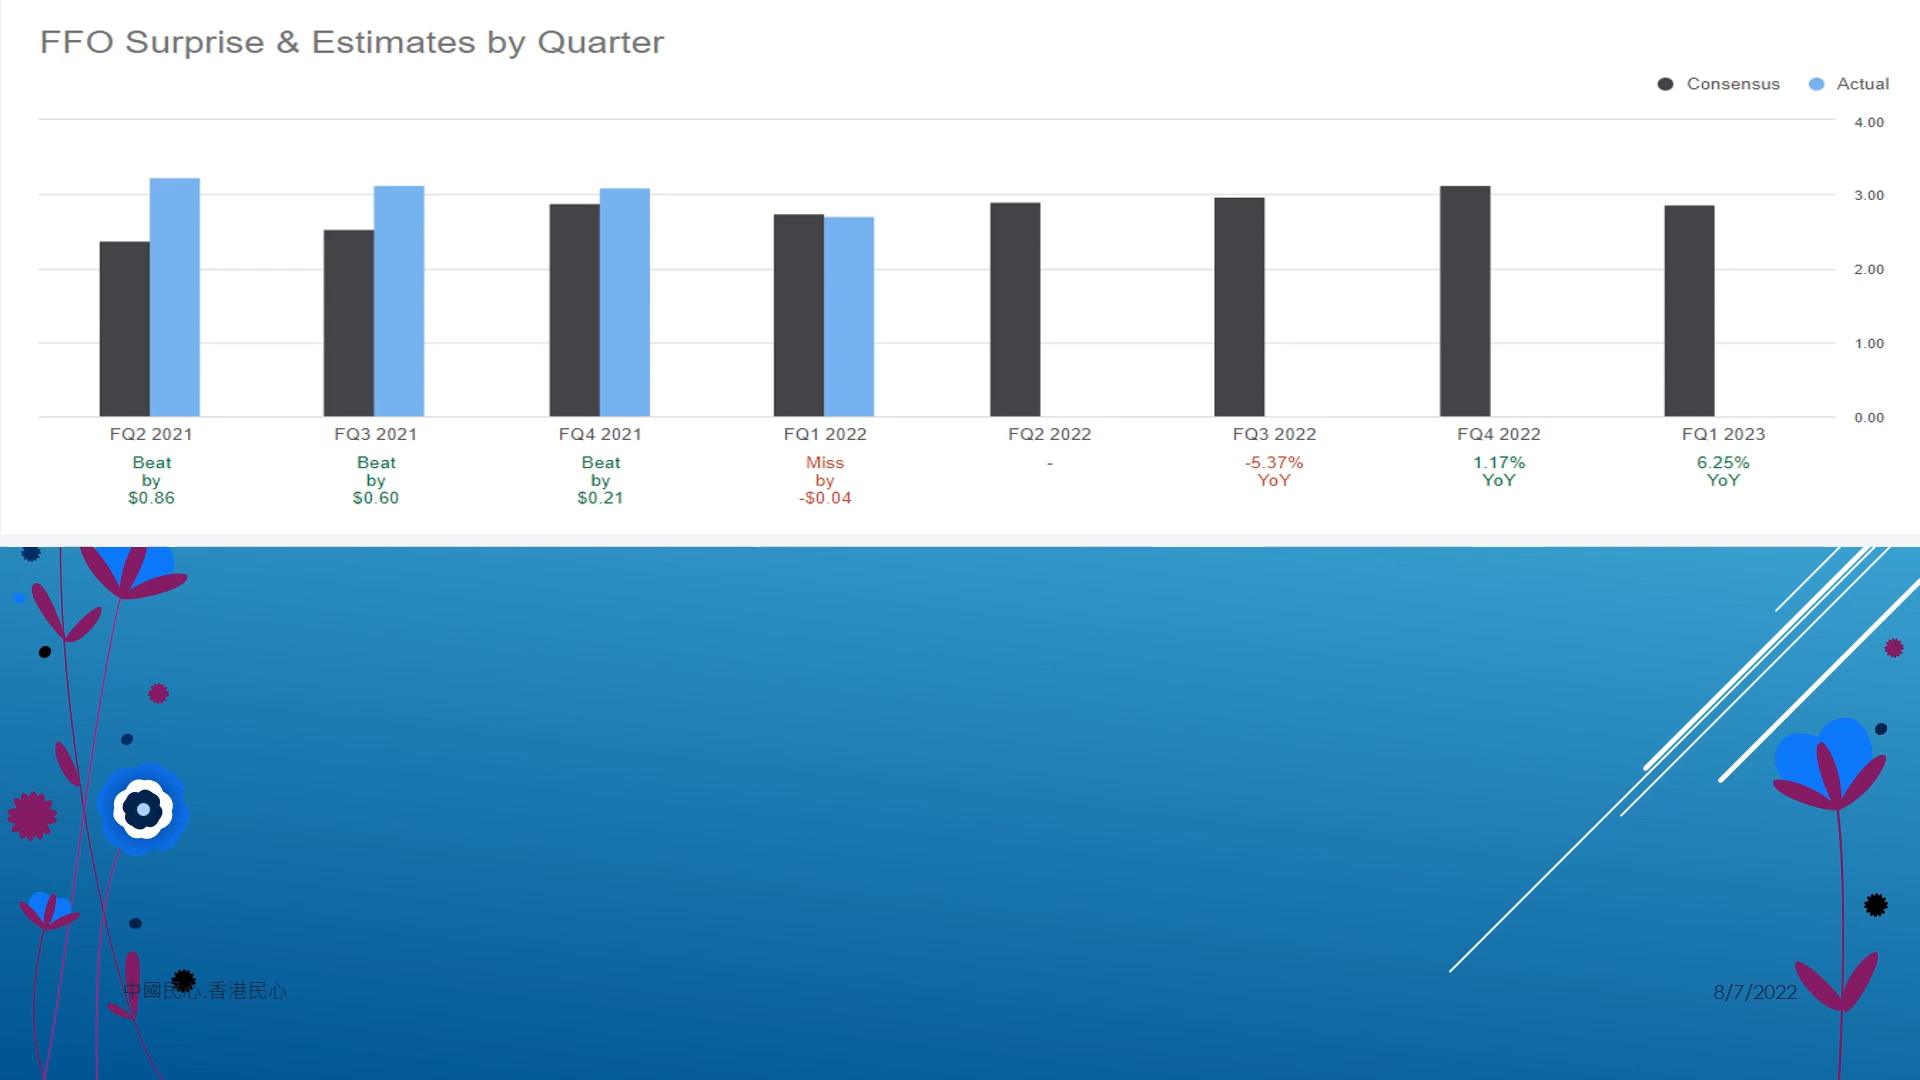 FFO Surprise & Estimates by Quarter
Consensus Actual
4.00
3.00
2.00
1.00
0.00
FQ2 2021 FQ3 2021 FQ4 2021 FQ1 2022 FQ2 2022 FQ3 2022 FQ4 2022 FQ1 2023
Beat Beat Beat Miss - -5.37% 1.17% 6.25%
by by by by YoY YoY YoY
$0.86 $0.60 $0.21 -$0.04
中國民心.香港民心
8/7/2022